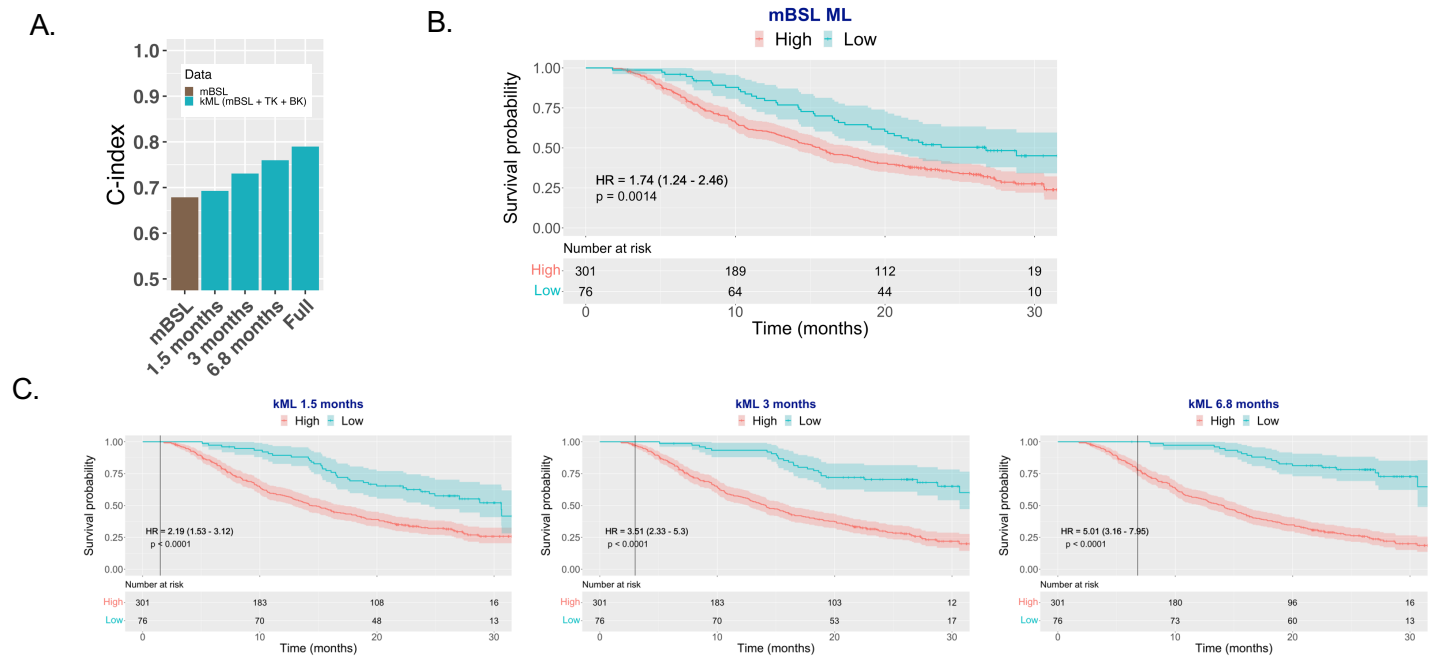 A.
1.0
0.9
0.8
0.7
0.6
0.5
C-index
Data
mBSL
kML (mBSL + TK + BK)
mBSL
1.5 months
3 months
6.8 months
Full
B.
mBSL ML
High Low
1.00
0.75
0.50
0.25
0.00
Survival probability
HR = 1.74 (1.24 - 2.46)
p = 0.0014
Number at risk
High 301 189 112 19
Low 76 64 44 10
0 10 20 30
Time (months)
C.
kML 1.5 months
High Low
1.00
0.75
0.50
0.25
0.00
Survival probability
HR = 2.19 (1.53 - 3.12)
p < 0.0001
Number at risk
High 301 183 108 16
Low 76 70 48 13
0 10 20 30
Time (months)
kML 3 months
High Low
1.00
0.75
0.50
0.25
0.00
Survival probability
HR = 3.51 (2.33 - 5.3)
p < 0.0001
Number at risk
High 301 183 103 12
Low 76 70 53 17
0 10 20 30
Time (months)
kML 6.8 months
High Low
1.00
0.75
0.50
0.25
0.00
Survival probability
HR = 5.01 (3.16 - 7.95)
p < 0.0001
Number at risk
High 301 180 96 16
Low 76 73 60 13
0 10 20 30
Time (months)